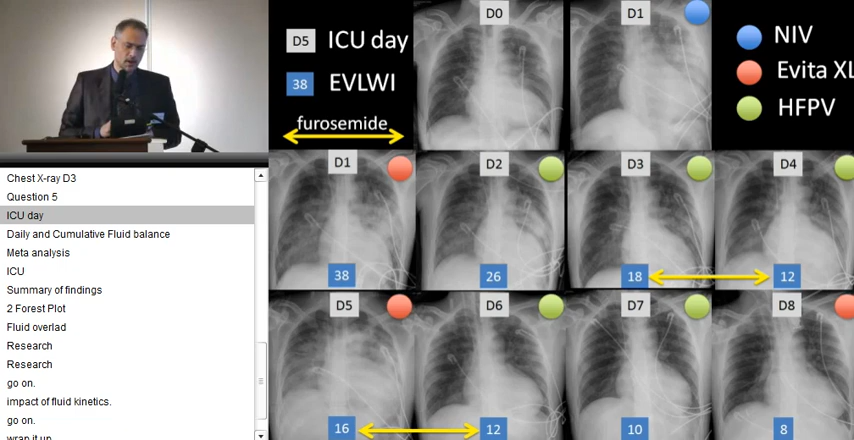 Chest X-ray D3
Question 5
ICU day
Daily and Cumulative Fluid balance
Meta analysis
ICU
Summary of findings
2 Forest Plot
Fluid overlad
Research
Research
go on.
impact of fluid kinetics.
go on.
wrap it up
D5 ICU day
38 EVLWI
furosemide
D0
D1
NIV
Evita XL
HFPV
D1
D2
D3
D4
38
26
18
12
D5
D6
D7
D8
16
12
10
8